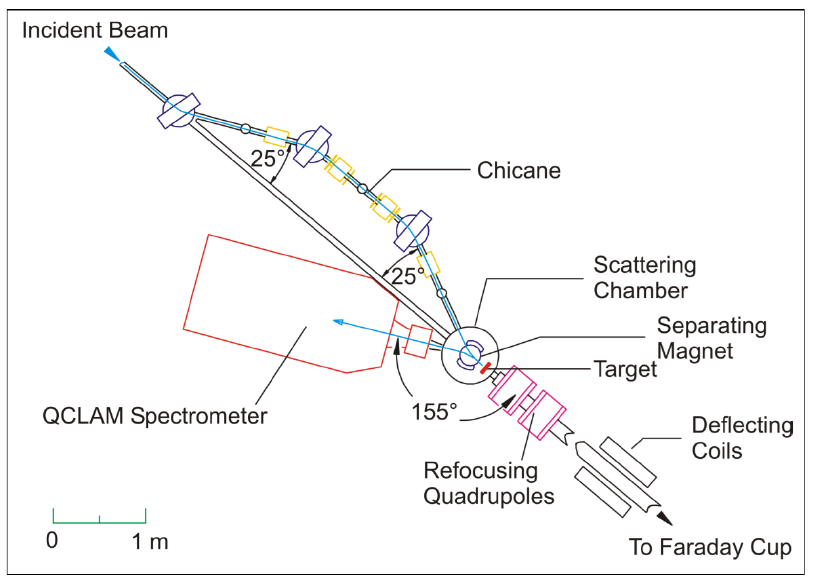 Incident Beam
25°
Chicane
25°
Scattering
Chamber
Separating
Magnet
Target
155°
QCLAM Spectrometer
Deflecting
Coils
Refocusing
Quadrupoles
0
1 m
To Faraday Cup